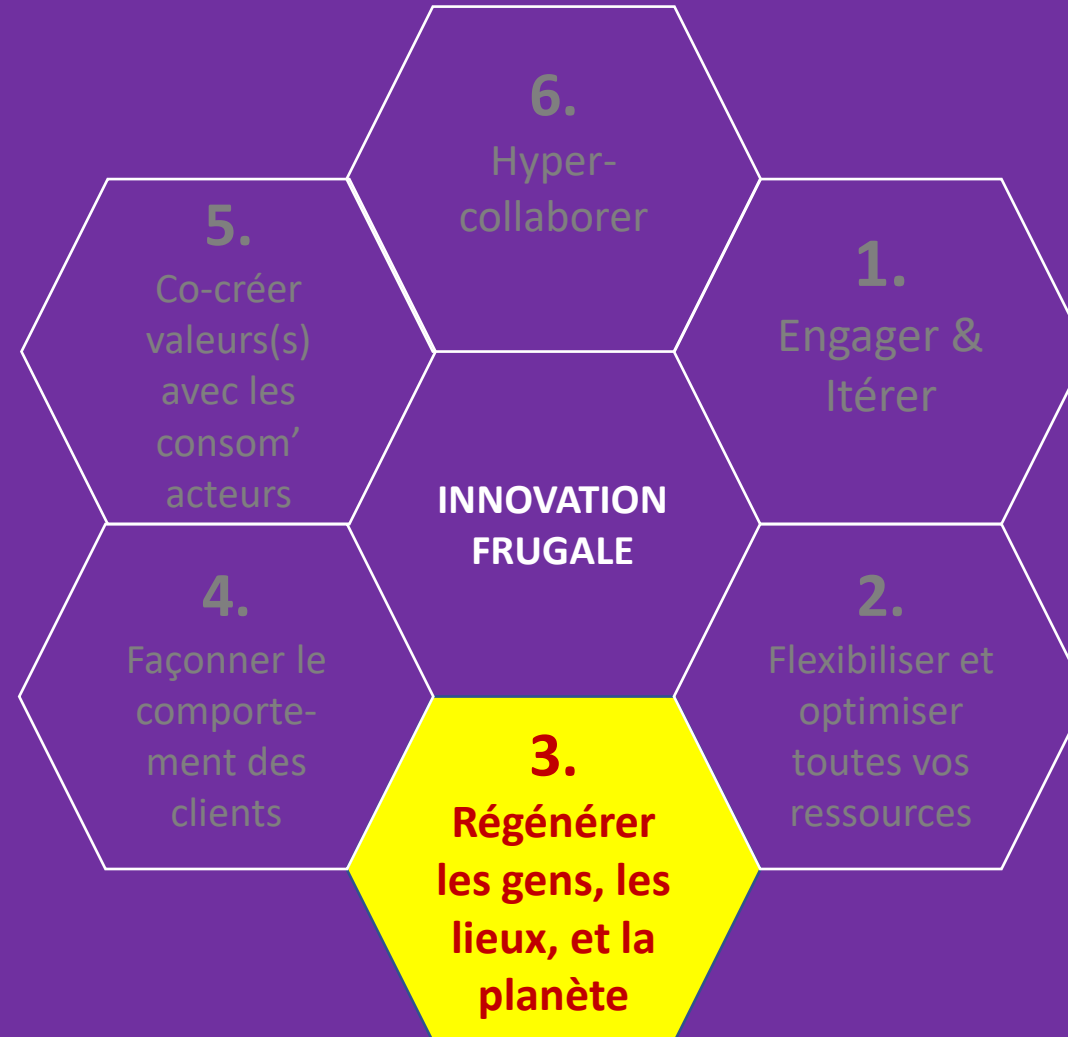 6.
Hyper-
collaborer
5.
Co-créer
valeurs(s)
avec les
consom’
acteurs
1.
Engager &
Itérer
INNOVATION
FRUGALE
4.
Façonner le
comporte-
ment des
clients
2.
Flexibiliser et
optimiser
toutes vos
ressources
3.
Régénérer
les gens, les
lieux, et la
planète